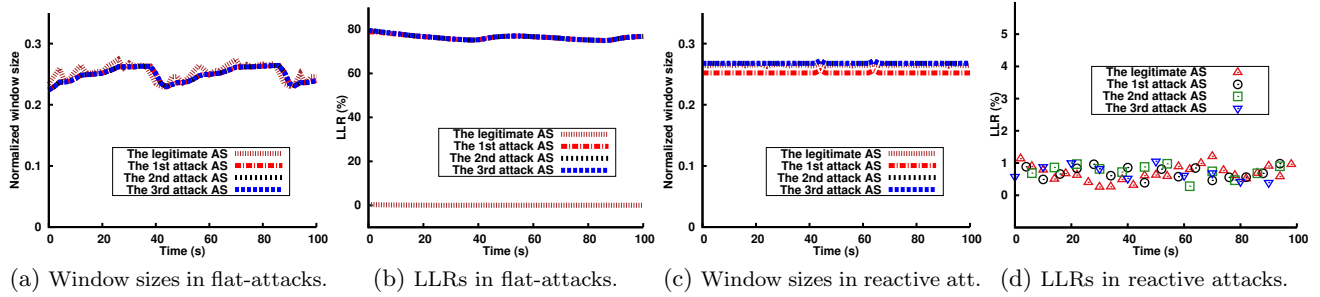 Normalized window size
0.3
0.2
0.1
0
The legitimate AS
The 1st attack AS
The 2nd attack AS
The 3rd attack AS
0 20 40 60 80 100
Time (s)
(a) Window sizes in flat-attacks.
LLR (%)
80
60
40
20
0
The legitimate AS
The 1st attack AS
The 2nd attack AS
The 3rd attack AS
0 20 40 60 80 100
Time (s)
(b) LLRs in flat-attacks.
Normalized window size
0.3
0.2
0.1
0
The legitimate AS
The 1st attack AS
The 2nd attack AS
The 3rd attack AS
0 20 40 60 80 100
Time (s)
(c) Window sizes in reactive att.
LLR (%)
5
4
3
2
1
0
The legitimate AS
The 1st attack AS
The 2nd attack AS
The 3rd attack AS
0 20 40 60 80 100
Time (s)
(d) LLRs in reactive attacks.